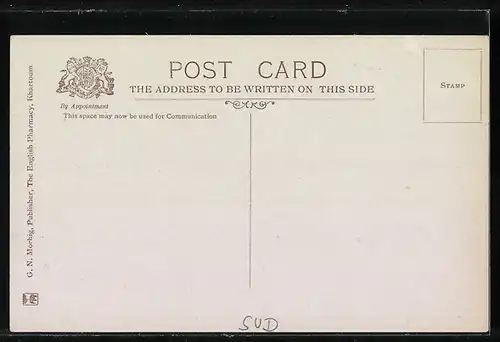 POST CARD
THE ADDRESS TO BE WRITTEN ON THIS SIDE
By Appointment
This space may now be used for Communication
STAMP
G. N. Morhig, Publisher, The English Pharmacy, Khartoum
SUD